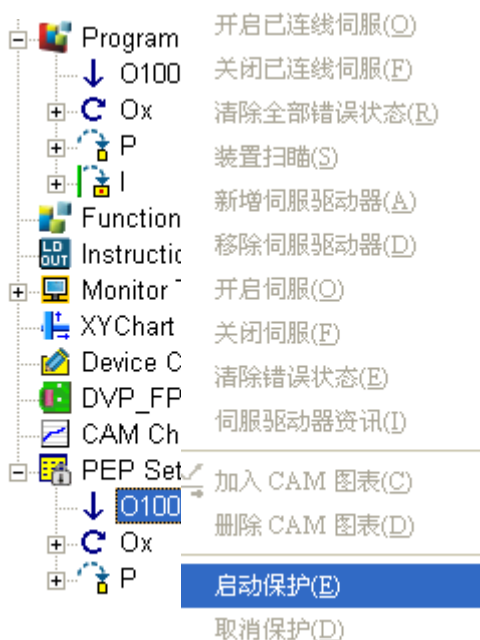 Program
O100
Ox
P
I
Function
LD
OUT
Instructic
Monitor T
XYChart
Device C
DVP_FP
CAM Ch
PEP Set
O100
Ox
P
开启已连线伺服(O)
关闭已连线伺服(F)
清除全部错误状态(R)
装置扫瞄(S)
新增伺服驱动器(A)
移除伺服驱动器(D)
开启伺服(O)
关闭伺服(F)
清除错误状态(E)
伺服驱动器资讯(I)
加入 CAM 图表(C)
删除 CAM 图表(D)
启动保护(E)
取消保护(D)